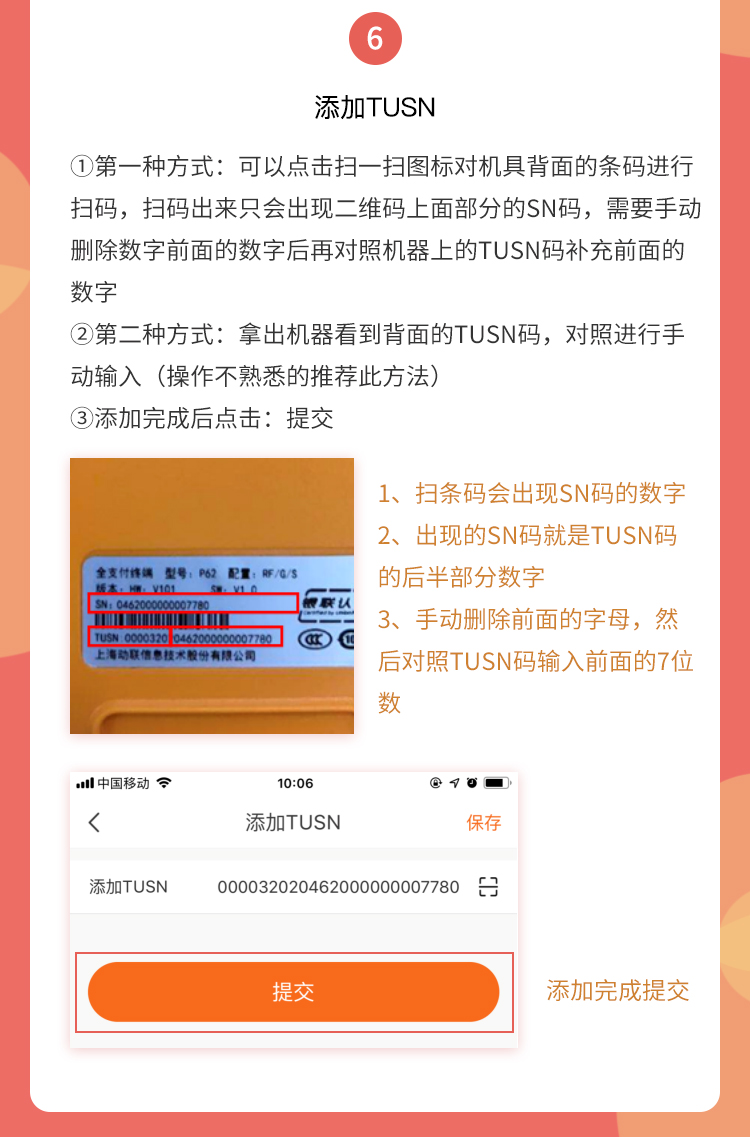 6
添加TUSN
①第一种方式：可以点击扫一扫图标对机具背面的条码进行
扫码，扫码出来只会出现二维码上面部分的SN码，需要手动
删除数字前面的数字后再对照机器上的TUSN码补充前面的
数字
②第二种方式：拿出机器看到背面的TUSN码，对照进行手
动输入（操作不熟悉的推荐此方法）
③添加完成后点击：提交
全支付终端 型号：P62 配置：RF/G/S
版本：HW：V101 SW：V1.0
SN：0462000000007780
银联认
TUSN 0000320 0462000000007780
上海动联信息技术股份有限公司
1、扫条码会出现SN码的数字
2、出现的SN码就是TUSN码
的后半部分数字
3、手动删除前面的字母，然
后对照TUSN码输入前面的7位
数
中国移动 10:06
添加TUSN 保存
添加TUSN 00003202046200000000‌7780
提交
添加完成提交